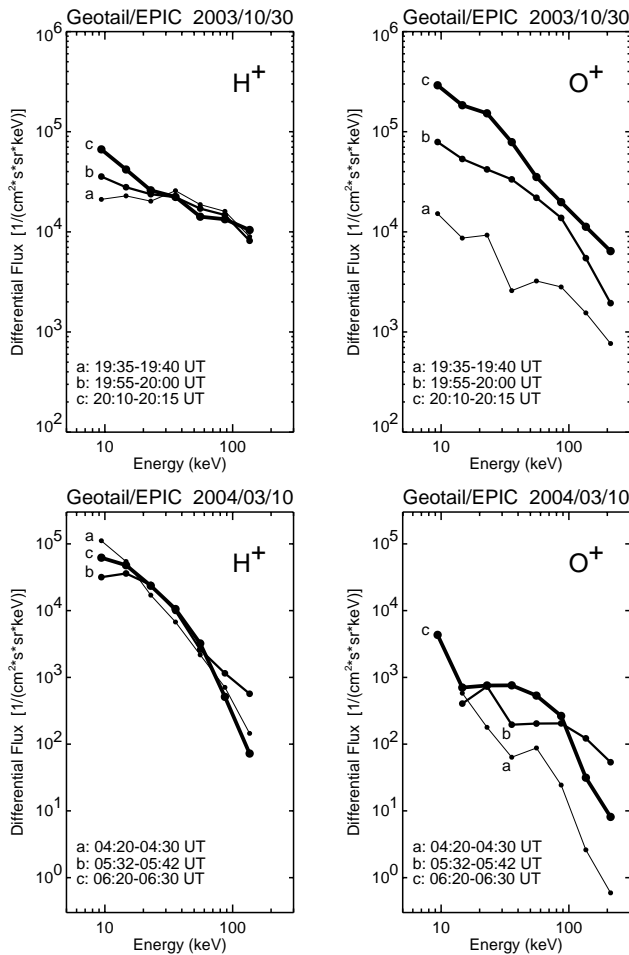 Geotail/EPIC 2003/10/30
10^6
10^5
10^4
10^3
10^2
Differential Flux [1/(cm^2*s*sr*keV)]
H^+
c
b
a
a: 19:35-19:40 UT
b: 19:55-20:00 UT
c: 20:10-20:15 UT
10 100
Energy (keV)
Geotail/EPIC 2003/10/30
10^6
10^5
10^4
10^3
10^2
Differential Flux [1/(cm^2*s*sr*keV)]
O^+
c
b
a
a: 19:35-19:40 UT
b: 19:55-20:00 UT
c: 20:10-20:15 UT
10 100
Energy (keV)
Geotail/EPIC 2004/03/10
10^5
10^4
10^3
10^2
10^1
10^0
Differential Flux [1/(cm^2*s*sr*keV)]
H^+
a
c
b
a: 04:20-04:30 UT
b: 05:32-05:42 UT
c: 06:20-06:30 UT
10 100
Energy (keV)
Geotail/EPIC 2004/03/10
10^5
10^4
10^3
10^2
10^1
10^0
Differential Flux [1/(cm^2*s*sr*keV)]
O^+
c
b
a
a: 04:20-04:30 UT
b: 05:32-05:42 UT
c: 06:20-06:30 UT
10 100
Energy (keV)